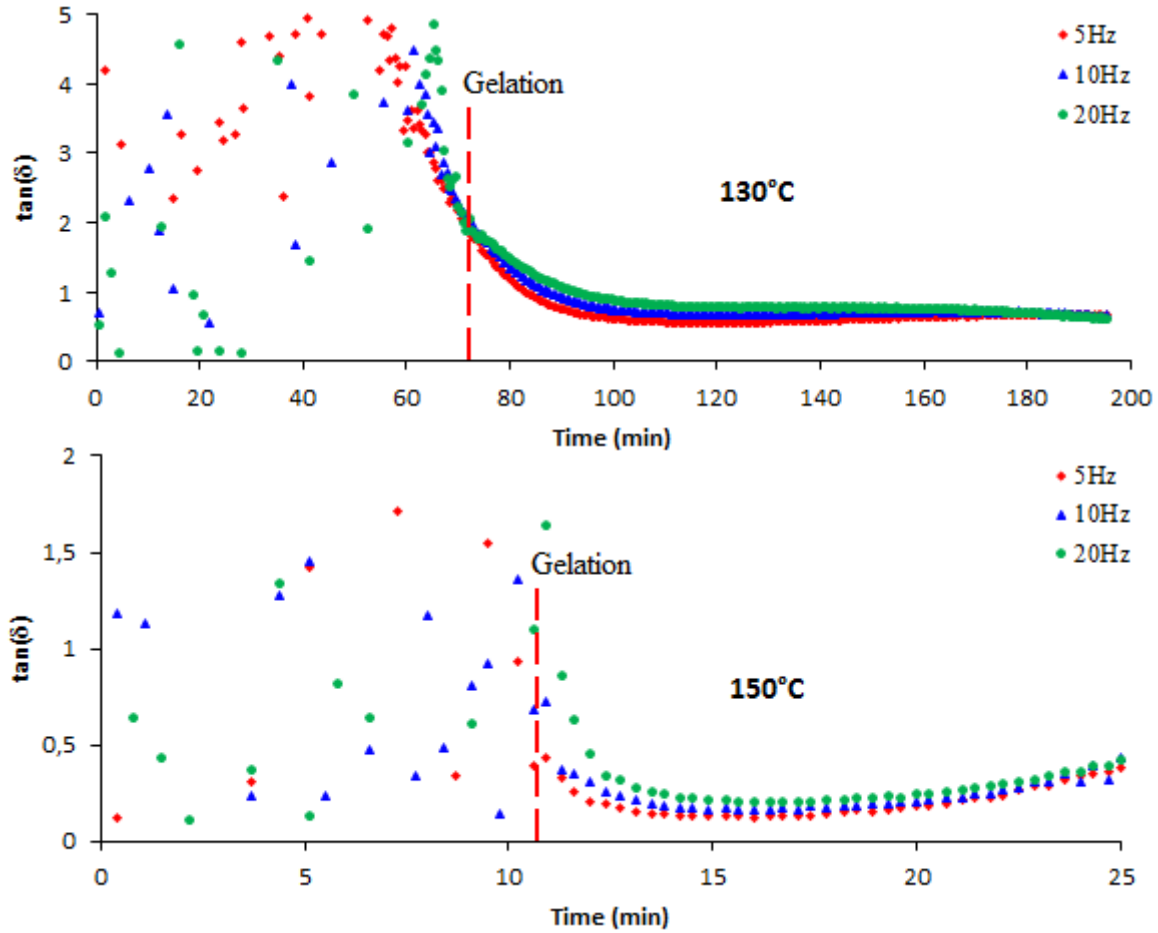 5
4
3
2
1
0
tan(δ)
Gelation
130°C
5Hz
10Hz
20Hz
0 20 40 60 80 100 120 140 160 180 200
Time (min)
2
1,5
1
0,5
0
tan(δ)
Gelation
150°C
5Hz
10Hz
20Hz
0 5 10 15 20 25
Time (min)